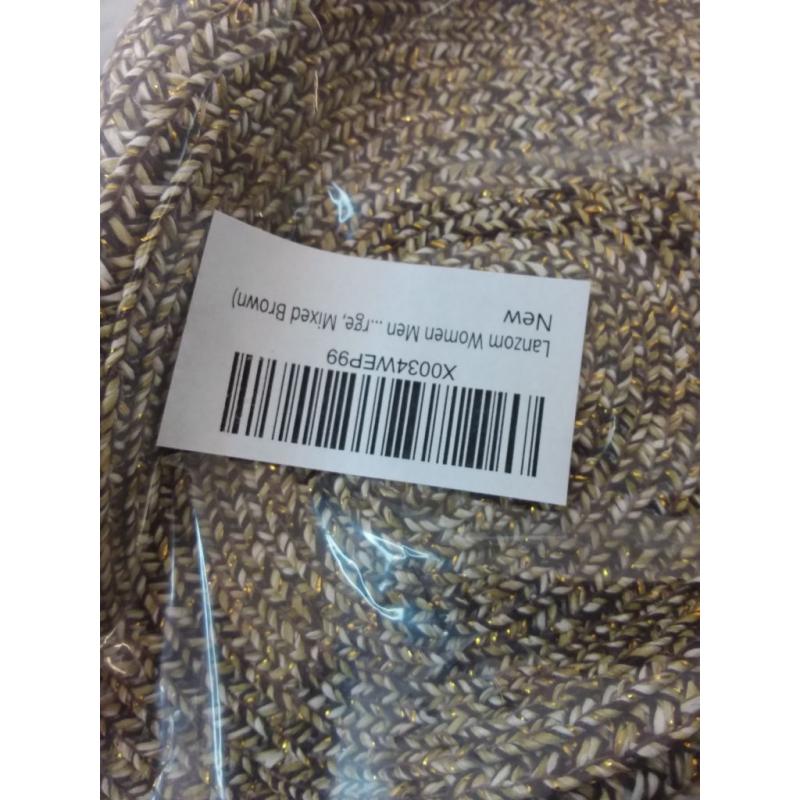 X0034WEP99
Lanzom Women Men ...rge, Mixed Brown)
New